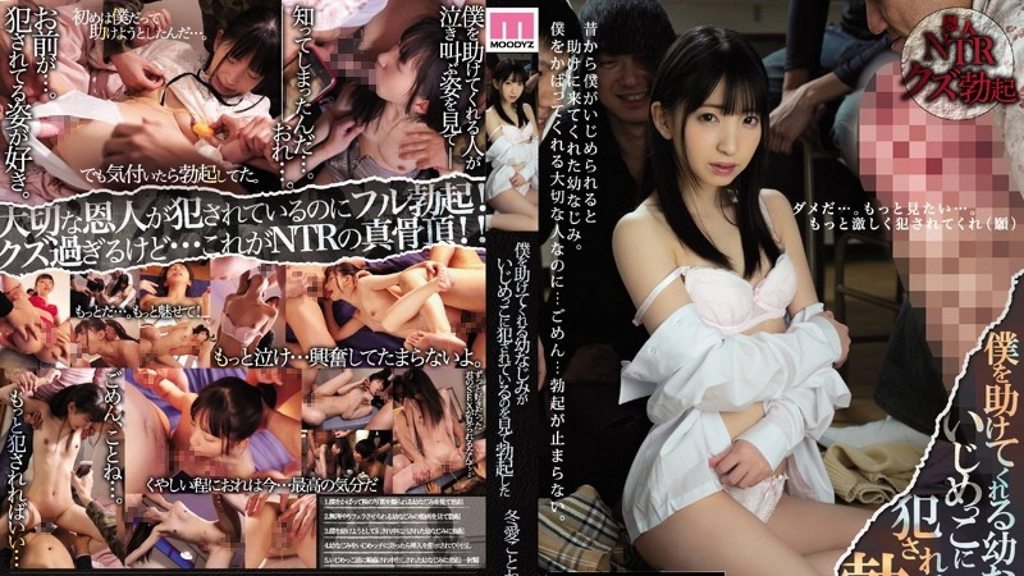 初めは僕だって
助けようとしたんだ…。
お前が…。
犯されてる姿が好き。
僕を助けてくれる人が
泣き叫ぶ姿を見て―
知ってしまったんだ…。
おれ…。
でも気付いたら勃起してた。
大切な恩人が犯されているのにフル勃起!
クズ過ぎるけど…これがNTRの真骨頂!!
もっとだ…。もっと魅せて!
もっと泣け…興奮してたまらないよ。
ごめん、ことね…。
もっと犯されればいい…
くやしい程におれは今…最高の気分だ
MOODYZ
僕を助けてくれる幼なじみが
いじめっこに犯されているのを見て勃起した
冬愛ことね
昔から僕がいじめられると
助けに来てくれた幼なじみ。
僕をかばってくれる大切な人なのに…ごめん…勃起が止まらない。
恩人
NTR
クズ勃起
ダメだ…。もっと見たい…。
もっと激しく犯されてくれ(願)
僕を助けてくれる幼な
いじめっこに
犯され